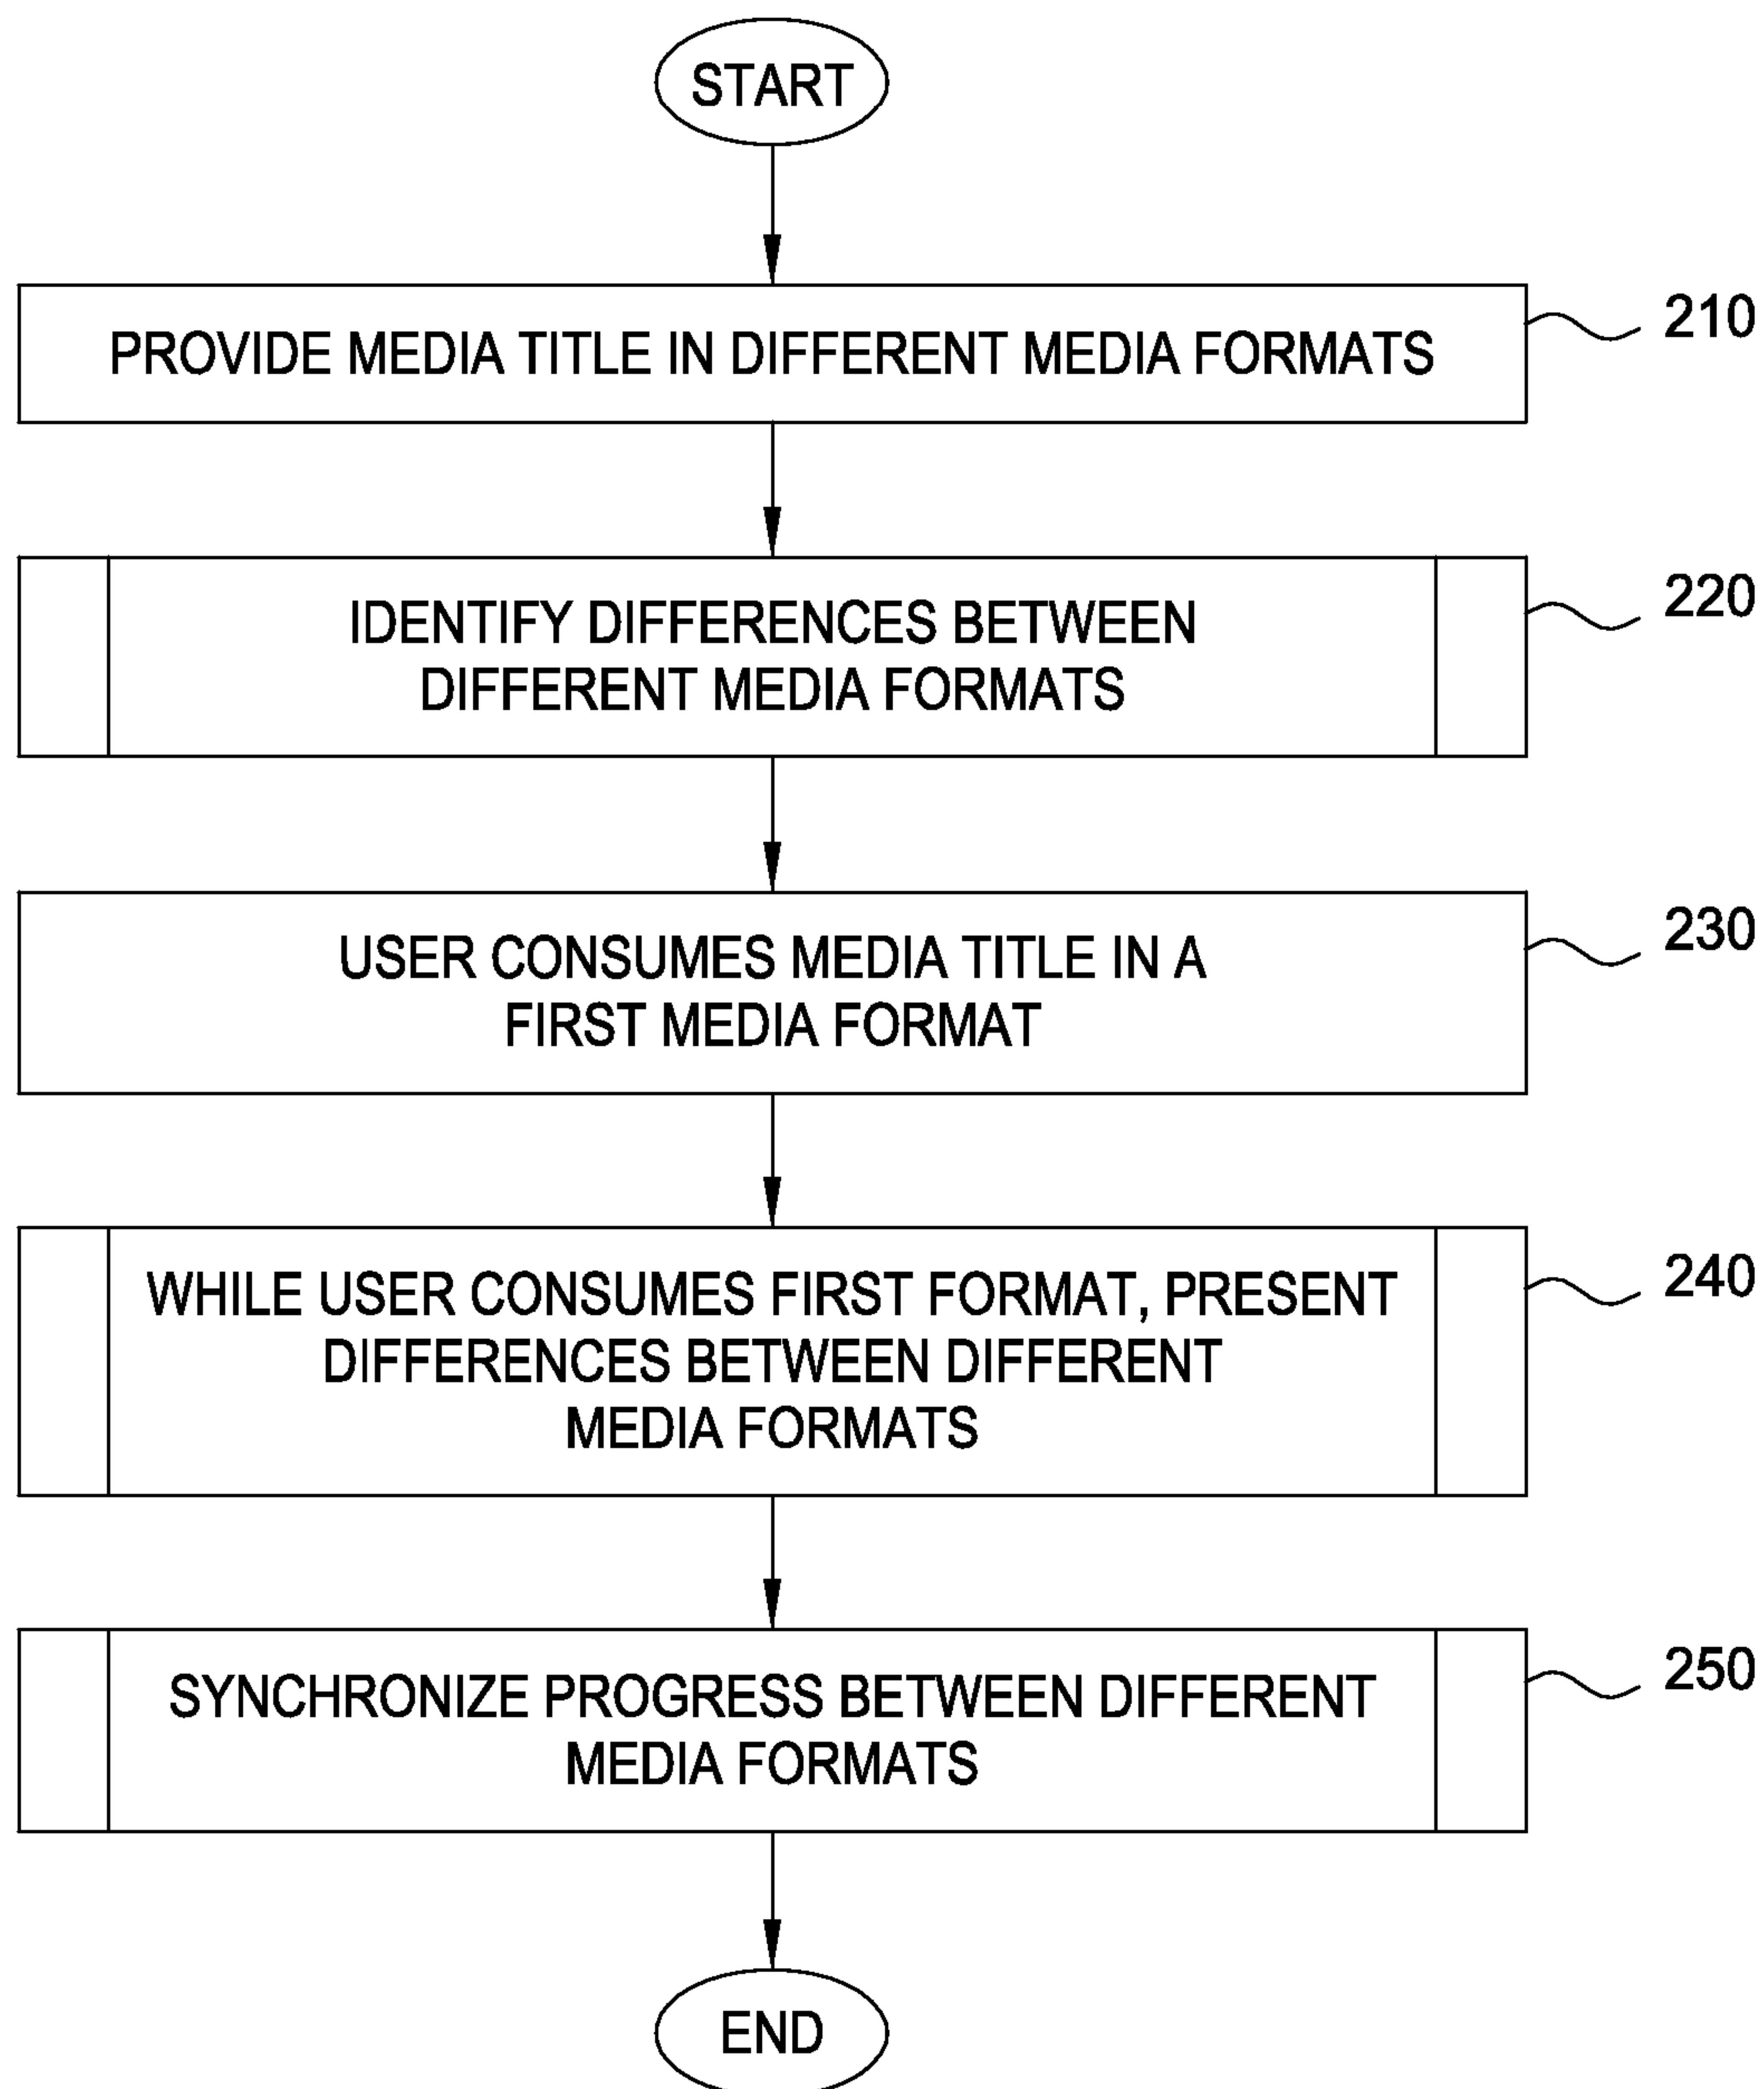 START
PROVIDE MEDIA TITLE IN DIFFERENT MEDIA FORMATS
210
IDENTIFY DIFFERENCES BETWEEN
DIFFERENT MEDIA FORMATS
220
USER CONSUMES MEDIA TITLE IN A
FIRST MEDIA FORMAT
230
WHILE USER CONSUMES FIRST FORMAT, PRESENT
DIFFERENCES BETWEEN DIFFERENT
MEDIA FORMATS
240
SYNCHRONIZE PROGRESS BETWEEN DIFFERENT
MEDIA FORMATS
250
END